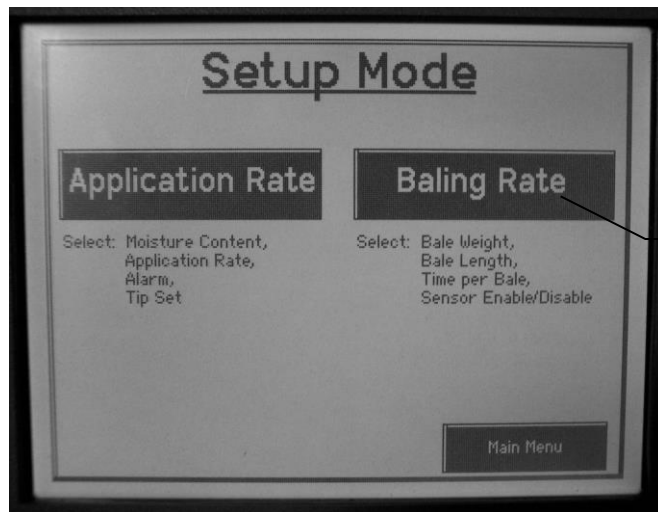 Setup Mode
Application Rate
Select: Moisture Content,
Application Rate,
Alarm,
Tip Set
Baling Rate
Select: Bale Weight,
Bale Length,
Time per Bale,
Sensor Enable/Disable
Main Menu